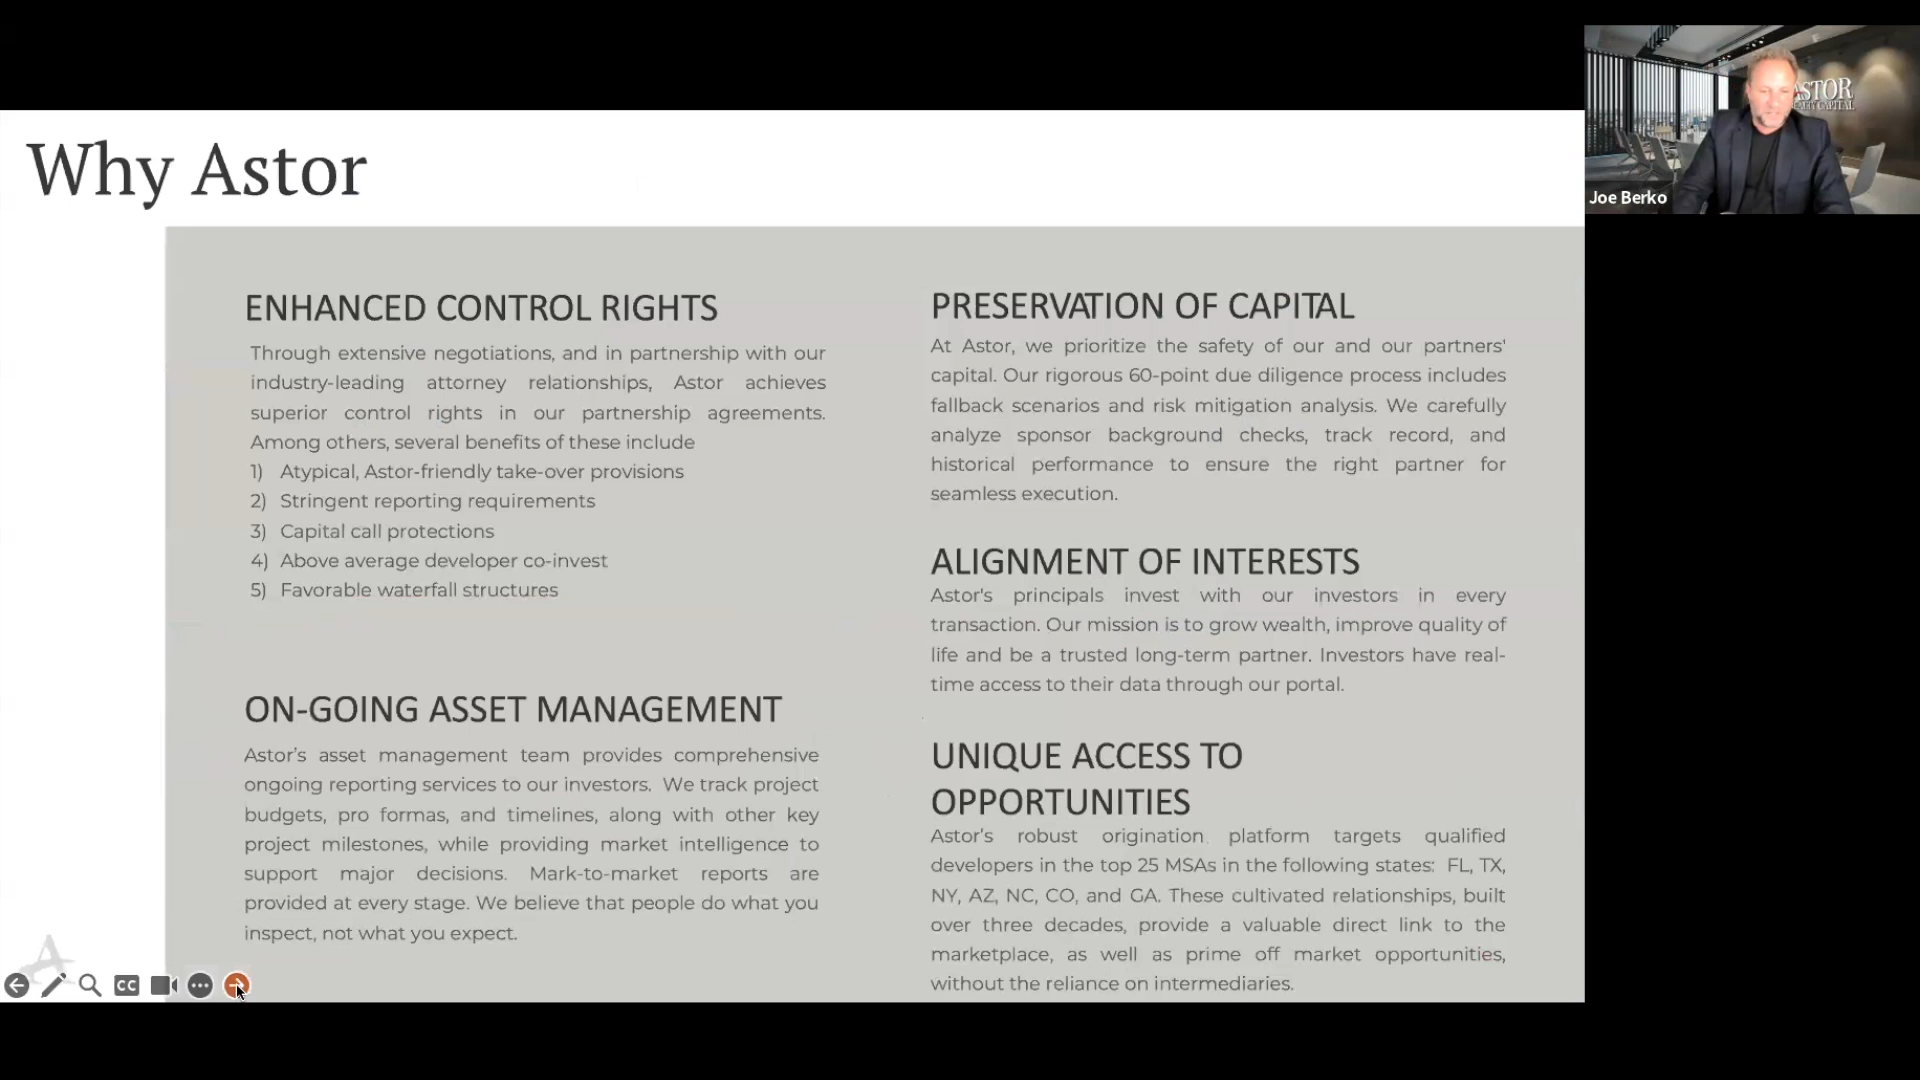 Why Astor
ENHANCED CONTROL RIGHTS
Through extensive negotiations, and in partnership with our
industry-leading attorney relationships, Astor achieves
superior control rights in our partnership agreements.
Among others, several benefits of these include
1) Atypical, Astor-friendly take-over provisions
2) Stringent reporting requirements
3) Capital call protections
4) Above average developer co-invest
5) Favorable waterfall structures
ON-GOING ASSET MANAGEMENT
Astor’s asset management team provides comprehensive
ongoing reporting services to our investors. We track project
budgets, pro formas, and timelines, along with other key
project milestones, while providing market intelligence to
support major decisions. Mark-to-market reports are
provided at every stage. We believe that people do what you
inspect, not what you expect.
PRESERVATION OF CAPITAL
At Astor, we prioritize the safety of our and our partners'
capital. Our rigorous 60-point due diligence process includes
fallback scenarios and risk mitigation analysis. We carefully
analyze sponsor background checks, track record, and
historical performance to ensure the right partner for
seamless execution.
ALIGNMENT OF INTERESTS
Astor's principals invest with our investors in every
transaction. Our mission is to grow wealth, improve quality of
life and be a trusted long-term partner. Investors have real-
time access to their data through our portal.
UNIQUE ACCESS TO
OPPORTUNITIES
Astor’s robust origination platform targets qualified
developers in the top 25 MSAs in the following states: FL, TX,
NY, AZ, NC, CO, and GA. These cultivated relationships, built
over three decades, provide a valuable direct link to the
marketplace, as well as prime off market opportunities,
without the reliance on intermediaries.
A
CC
ASTOR
CAPITAL
Joe Berko